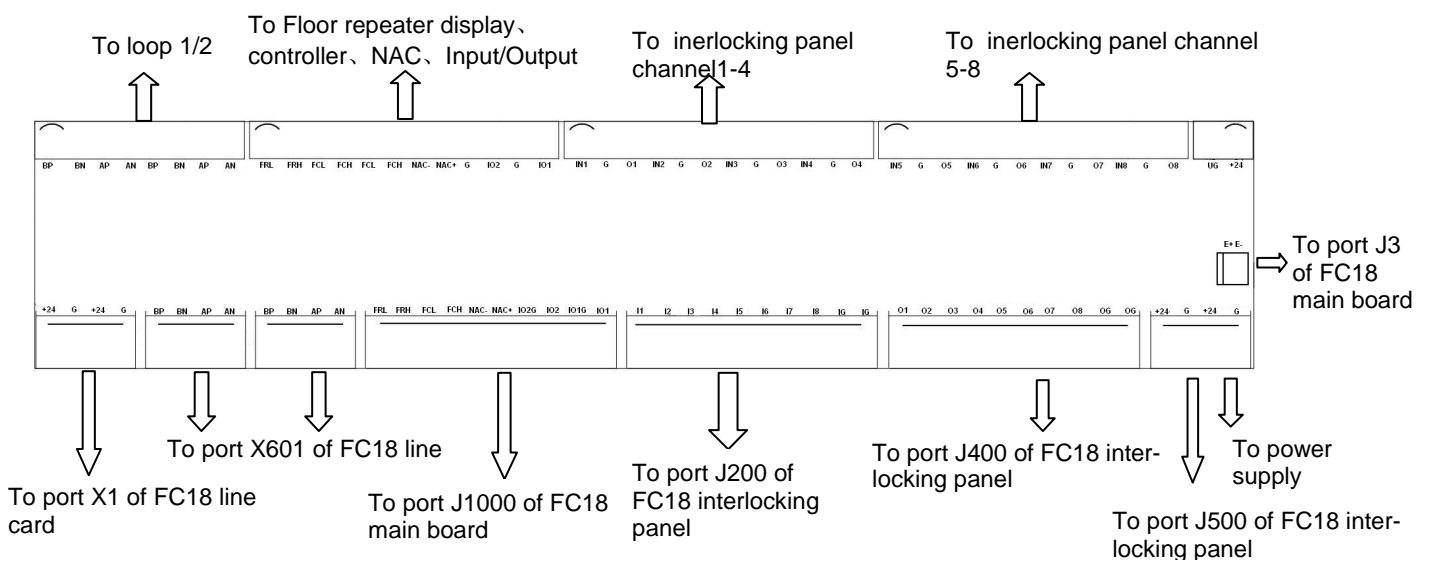 To loop 1/2
To Floor repeater display、
controller、NAC、Input/Output
To  inerlocking panel
channel1-4
To  inerlocking panel channel
5-8
BP BN AP AN BP BN AP AN
FRL FRH FCL FCH FCL FCH NAC- NAC+ G IO2 G IO1
IN1 G O1 IN2 G O2 IN3 G O3 IN4 G O4
IN5 G O5 IN6 G O6 IN7 G O7 IN8 G O8
UG +24
E+ E-
To port J3
of FC18
main board
+24 G +24 G
BP BN AP AN
BP BN AP AN
FRL FRH FCL FCH NAC- NAC+ IO2G IO2 IO1G IO1
I1 I2 I3 I4 I5 I6 I7 I8 IG IG
O1 O2 O3 O4 O5 O6 O7 O8 OG OG
+24 G +24 G
To port X1 of FC18 line
card
To port X601 of FC18 line
To port J1000 of FC18
main board
To port J200 of
FC18 interlocking
panel
To port J400 of FC18 inter-
locking panel
To power
supply
To port J500 of FC18 inter-
locking panel